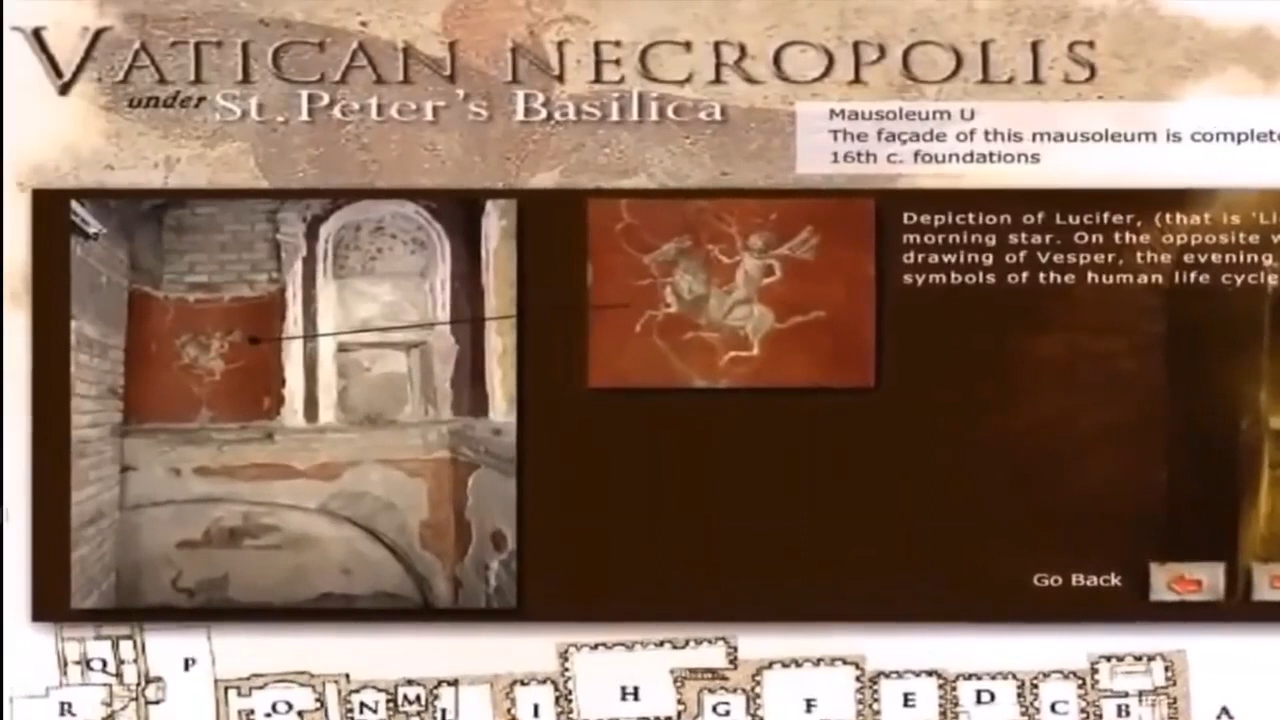 VATICAN NECROPOLIS
under St. Peter's Basilica
Mausoleum U
The façade of this mausoleum is
16th c. foundations
Depiction of Lucifer, (that is
morning star. On the opposite
drawing of Vesper, the evening
symbols of the human life cycle
Go Back
Q P
R O N M L I H G F E D C B A